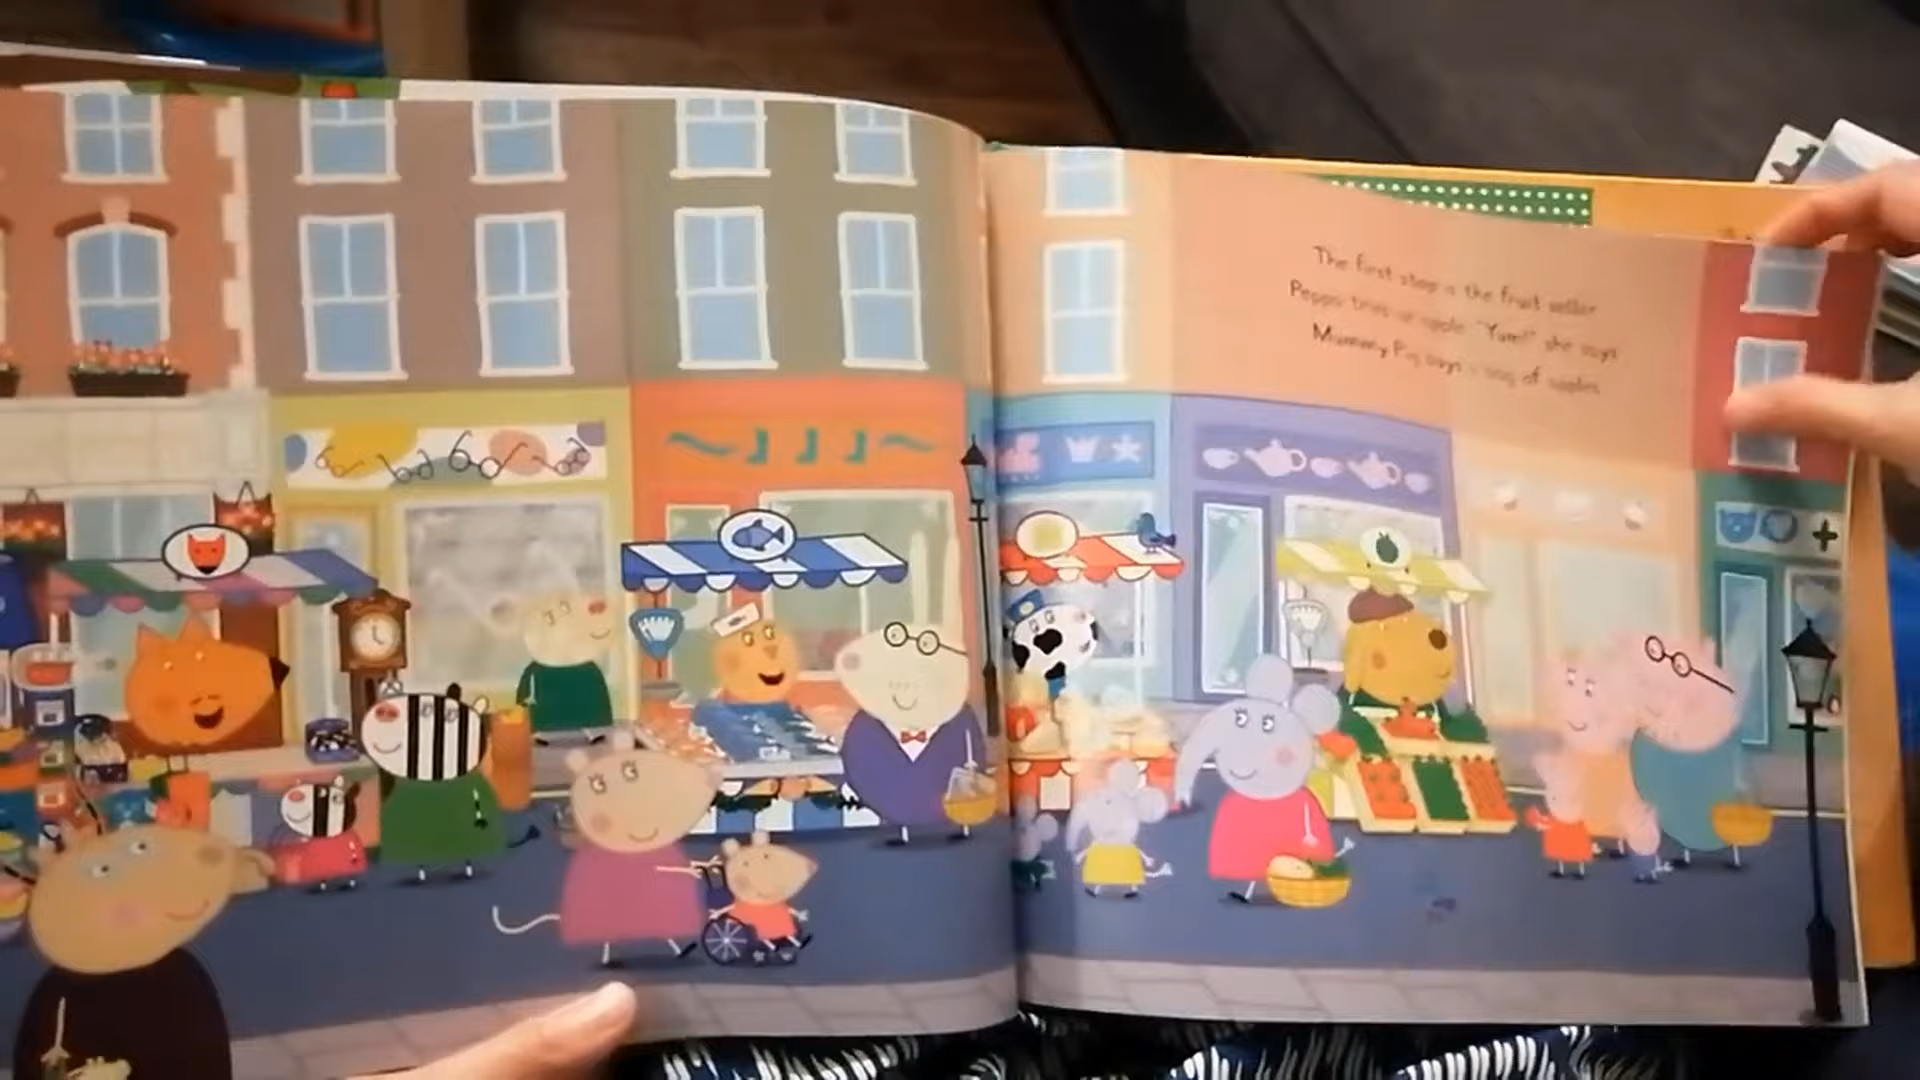 The first stop is the fruit seller.
Peppa tries an apple. "Yum!" she says.
Mummy Pig buys a bag of apples.